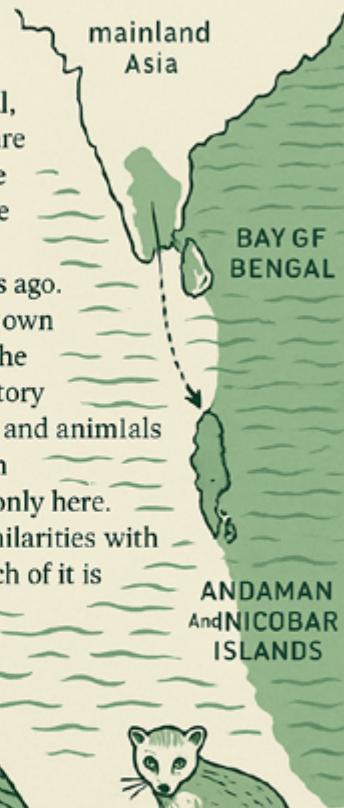 mainland
Asia
l,
are
e
e
BAY GF
BENGAL
s ago.
own
he
tory
and animlals
n
only here.
nilarities with
ch of it is
ANDAMAN
AndNICOBAR
ISLANDS